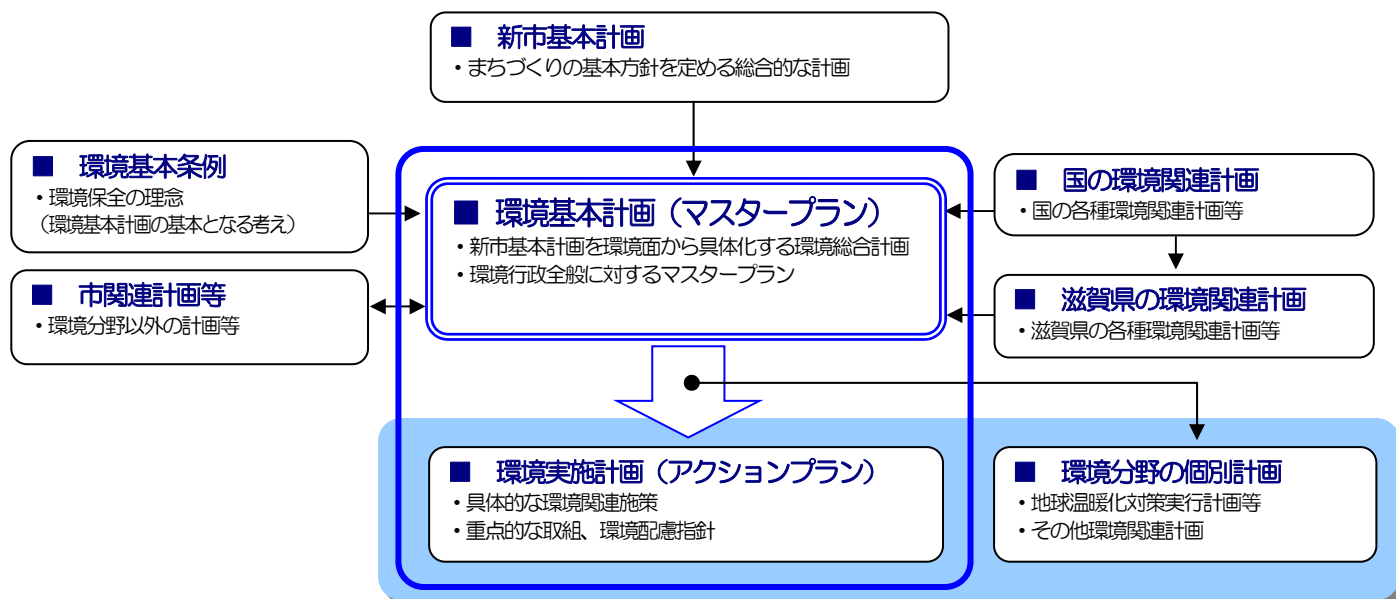 ■ 新市基本計画
・まちづくりの基本方針を定める総合的な計画
■ 環境基本条例
・環境保全の理念
（環境基本計画の基本となる考え）
■ 市関連計画等
・環境分野以外の計画等
■ 環境基本計画（マスタープラン）
・新市基本計画を環境面から具体化する環境総合計画
・環境行政全般に対するマスタープラン
■ 国の環境関連計画
・国の各種環境関連計画等
■ 滋賀県の環境関連計画
・滋賀県の各種環境関連計画等
■ 環境実施計画（アクションプラン）
・具体的な環境関連施策
・重点的な取組、環境配慮指針
■ 環境分野の個別計画
・地球温暖化対策実行計画等
・その他環境関連計画